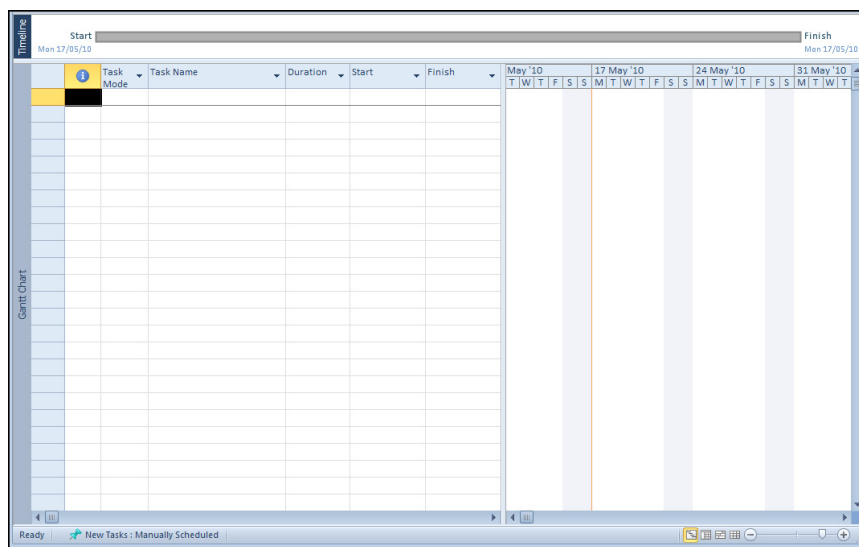 Timeline
Start
Finish
Mon 17/05/10
Mon 17/05/10
Task Mode
Task Name
Duration
Start
Finish
May '10
17 May '10
24 May '10
31 May '10
T W T F S S M T W T F S S M T W T F S S M T W T
Gantt Chart
Ready
New Tasks : Manually Scheduled